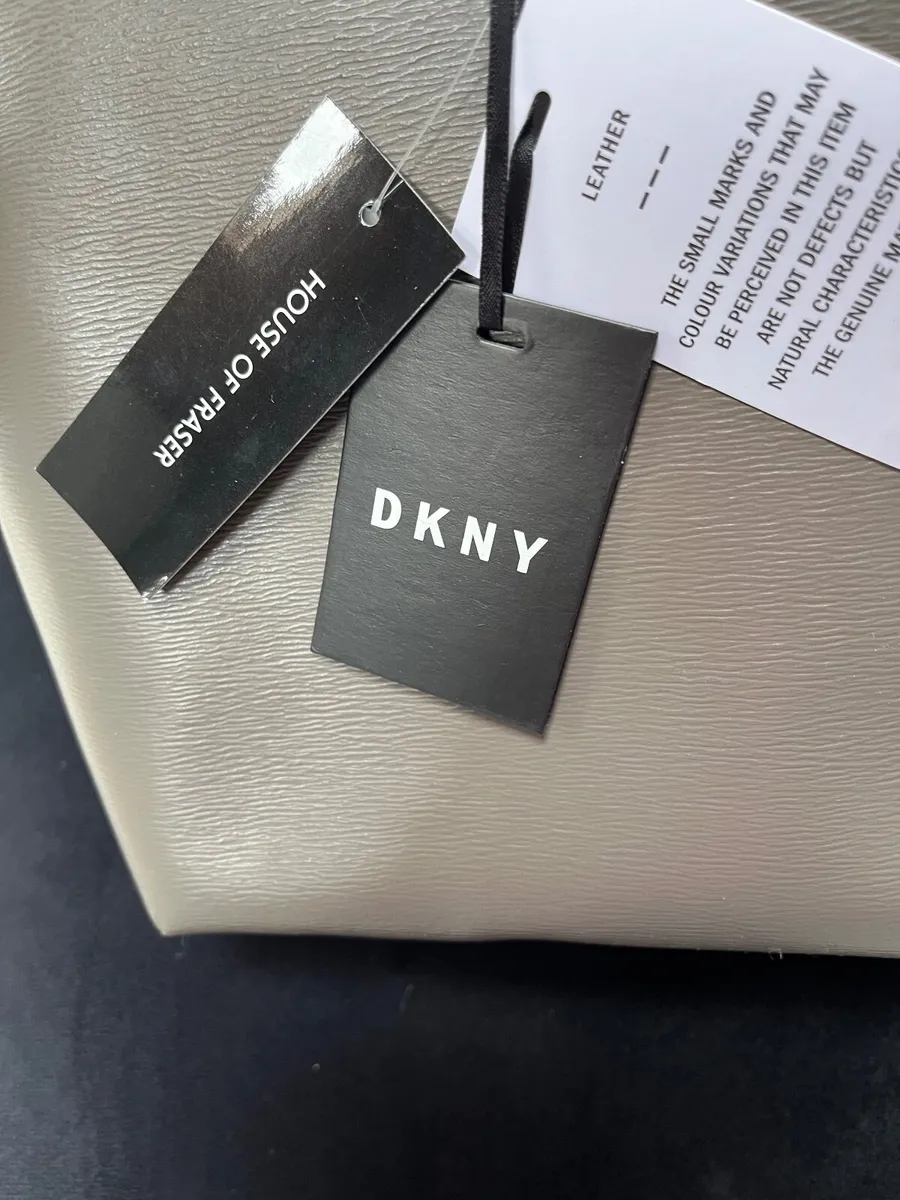 HOUSE OF FRASER
DKNY
LEATHER
———
THE SMALL MARKS AND
COLOUR VARIATIONS THAT MAY
BE PERCEIVED IN THIS ITEM
ARE NOT DEFECTS BUT
NATURAL CHARACTERISTICS
THE GENUINE